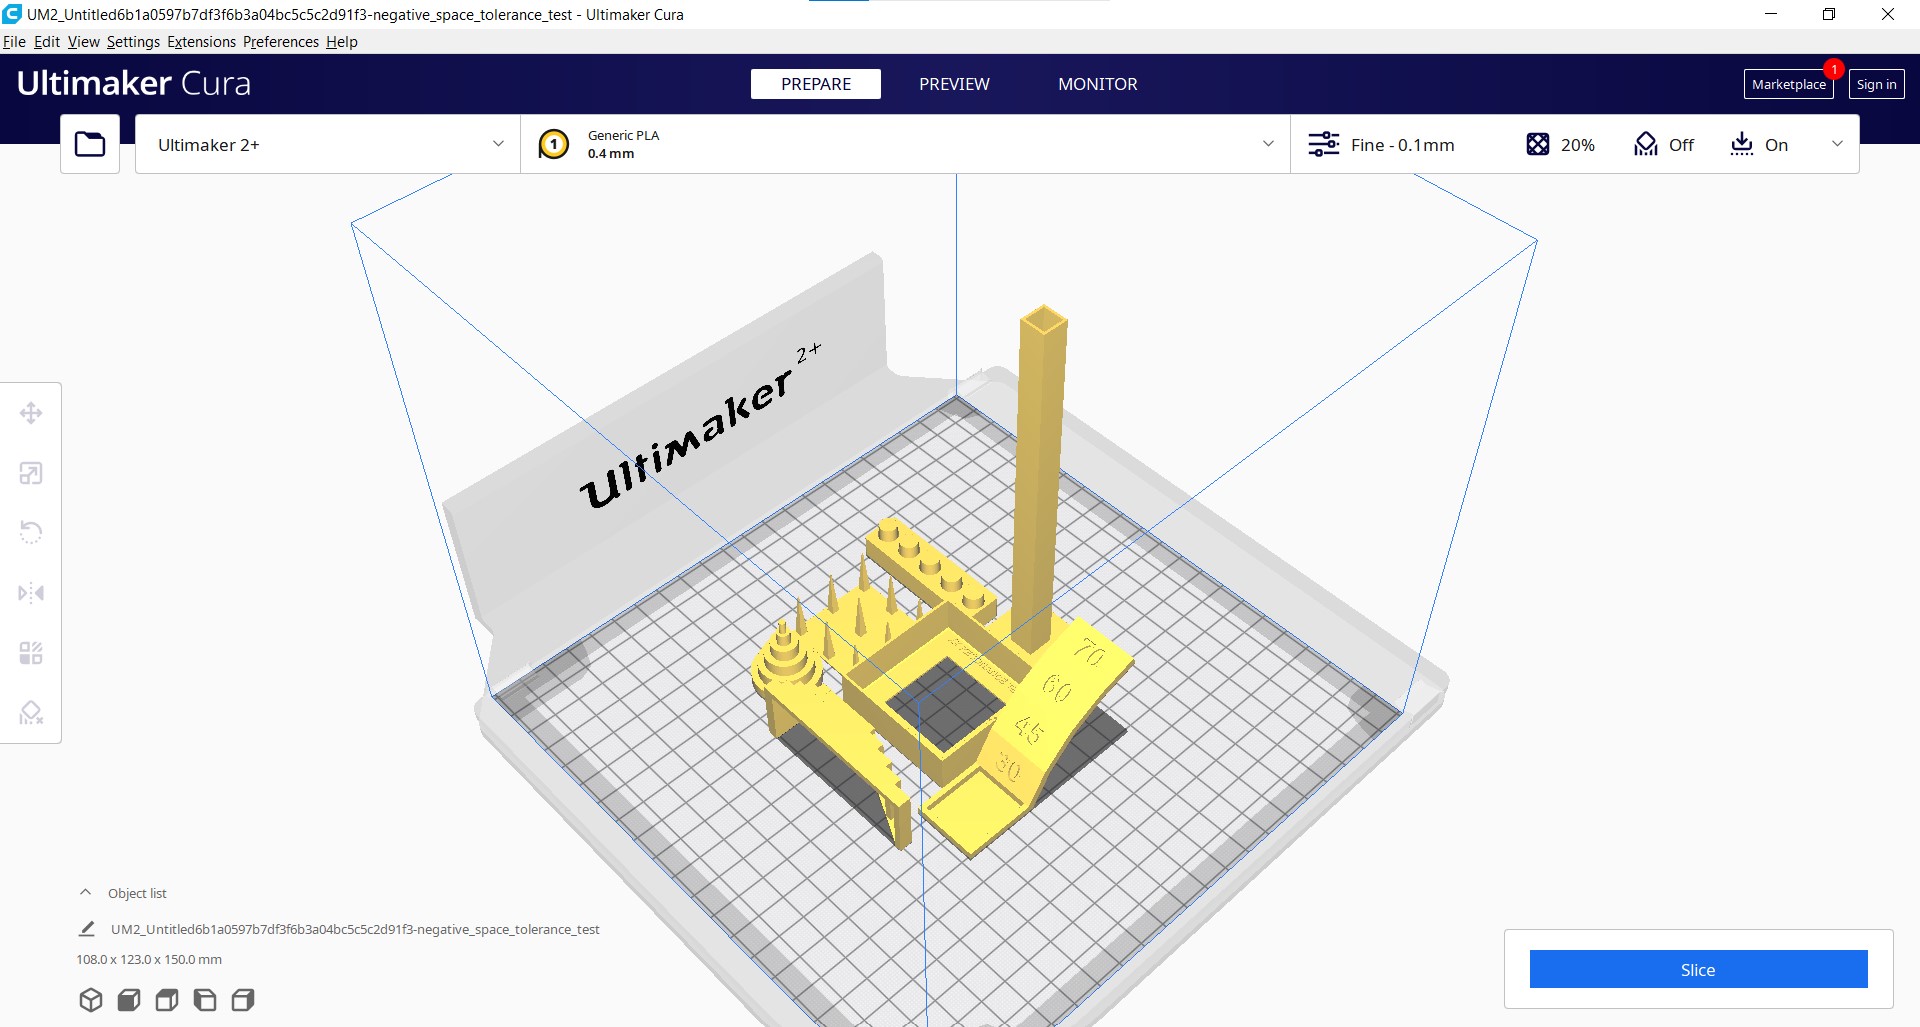 UM2_Untitled6b1a0597b7df3f6b3a04bc5c5c2d91f3-negative_space_tolerance_test - Ultimaker Cura
File Edit View Settings Extensions Preferences Help
Ultimaker Cura
PREPARE PREVIEW MONITOR
Marketplace 1 Sign in
Ultimaker 2+
1 Generic PLA
0.4 mm
Fine - 0.1mm 20% Off On
Ultimaker 2+
70
60
45
30
Object list
UM2_Untitled6b1a0597b7df3f6b3a04bc5c5c2d91f3-negative_space_tolerance_test
108.0 x 123.0 x 150.0 mm
Slice